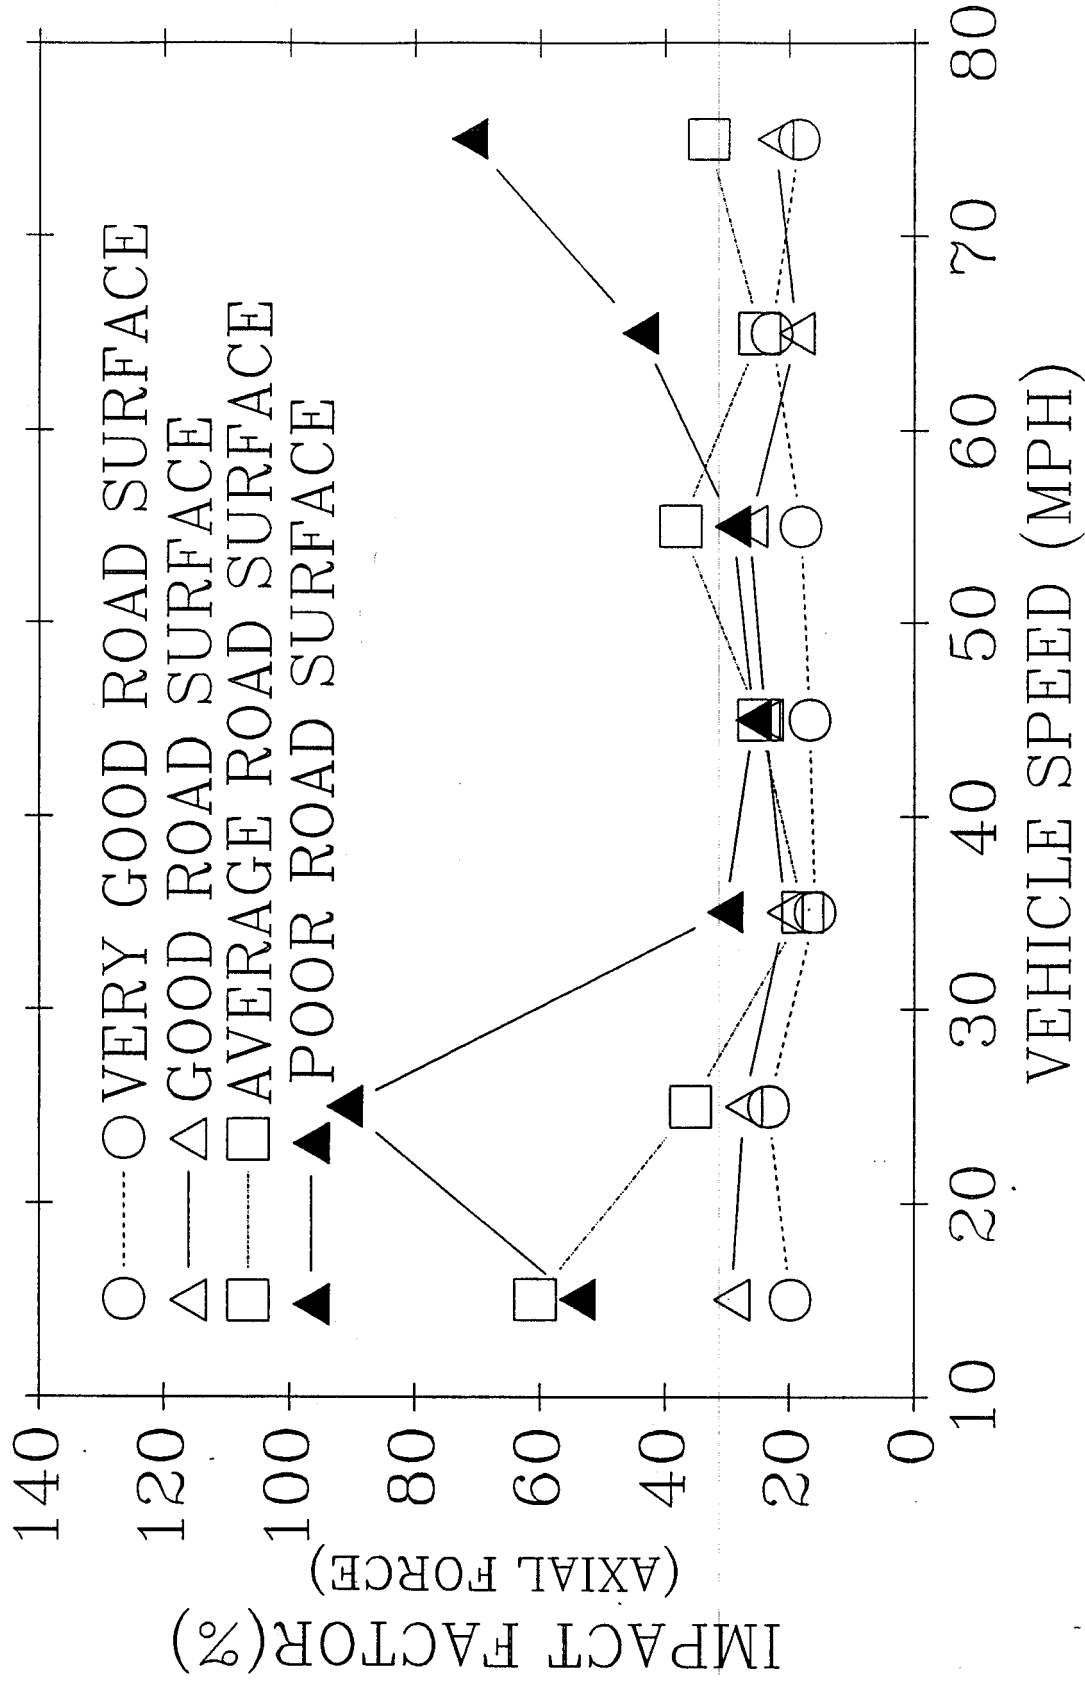 VERY GOOD ROAD SURFACE
GOOD ROAD SURFACE
AVERAGE ROAD SURFACE
POOR ROAD SURFACE
IMPACT FACTOR(%)
(AXIAL FORCE)
140
120
100
80
60
40
20
0
10 20 30 40 50 60 70 80
VEHICLE SPEED (MPH)